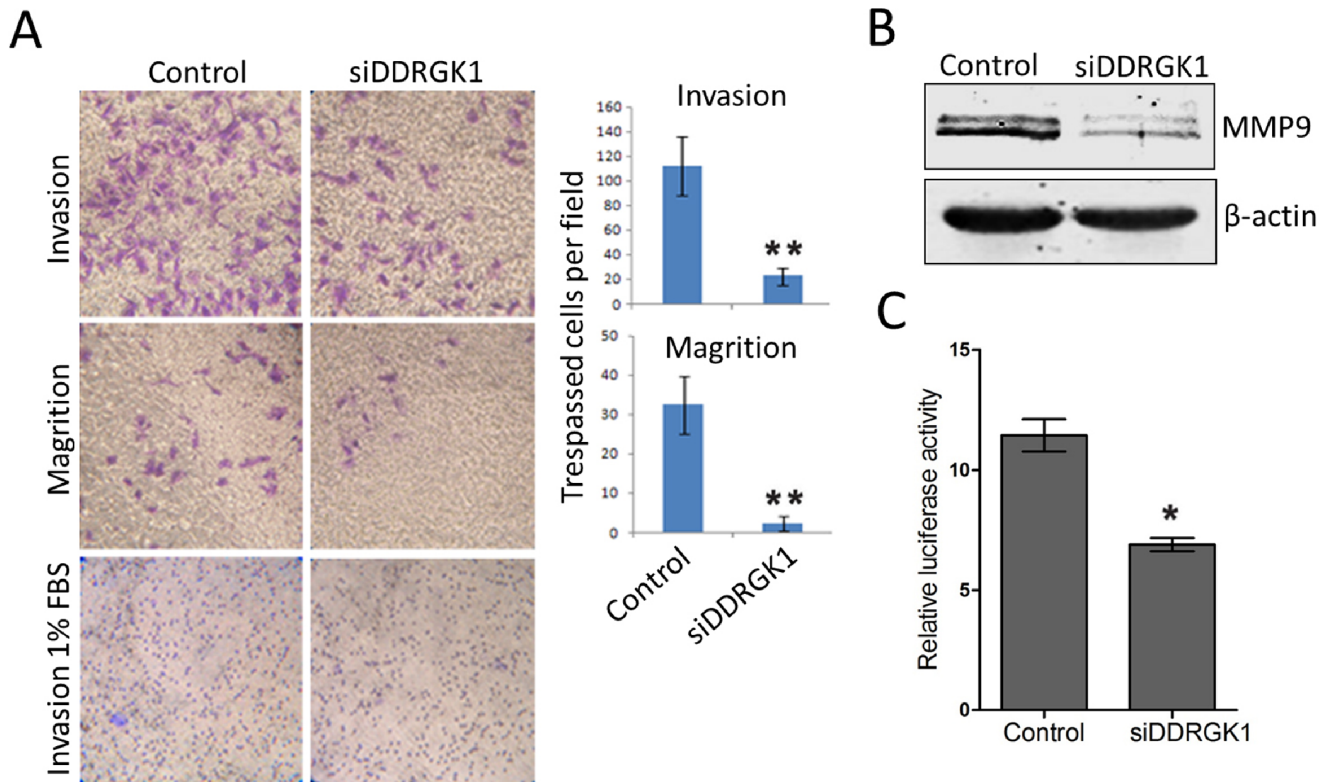 A
Control
siDDRGK1
Invasion
Magrition
Invasion 1% FBS
Trespassed cells per field
Invasion
160
140
120
100
80
60
40
20
0
**
Magrition
50
40
30
20
10
0
**
Control
siDDRGK1
B
Control
siDDRGK1
MMP9
β-actin
C
Relative luciferase activity
15
10
5
0
*
Control
siDDRGK1